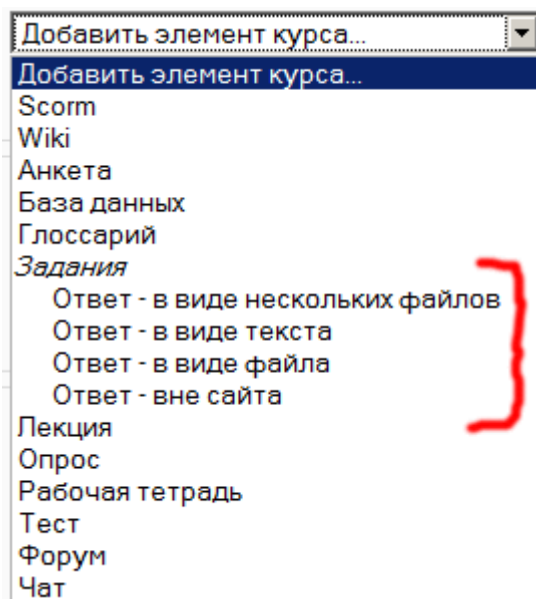 Добавить элемент курса...
Добавить элемент курса...
Scorm
Wiki
Анкета
База данных
Глоссарий
Задания
Ответ - в виде нескольких файлов
Ответ - в виде текста
Ответ - в виде файла
Ответ - вне сайта
Лекция
Опрос
Рабочая тетрадь
Тест
Форум
Чат